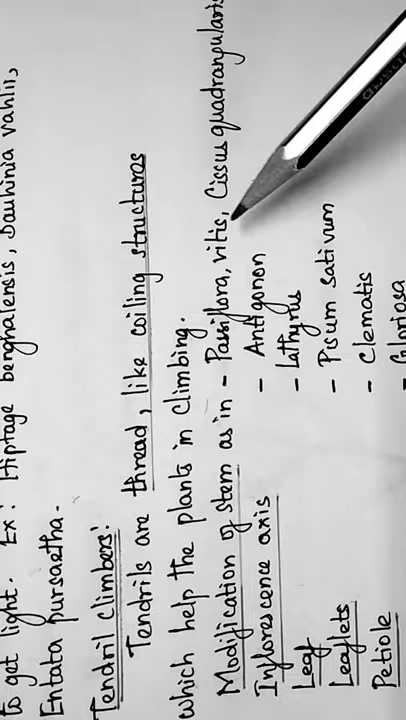 to get light. Ex: Hiptage benghalensis, Bauhinia vahlii,
Entata pursaetha.
Tendril climbers:
Tendrils are thread, like coiling structures
which help the plants in climbing.
Modification of stem as in - Passiflora, vitis, Cissus quadrangularis
Inflorescence axis - Antigonon
Leaf - Lathyrus
Leaflets - Pisum sativum
Petiole - Clematis
- Gloriosa